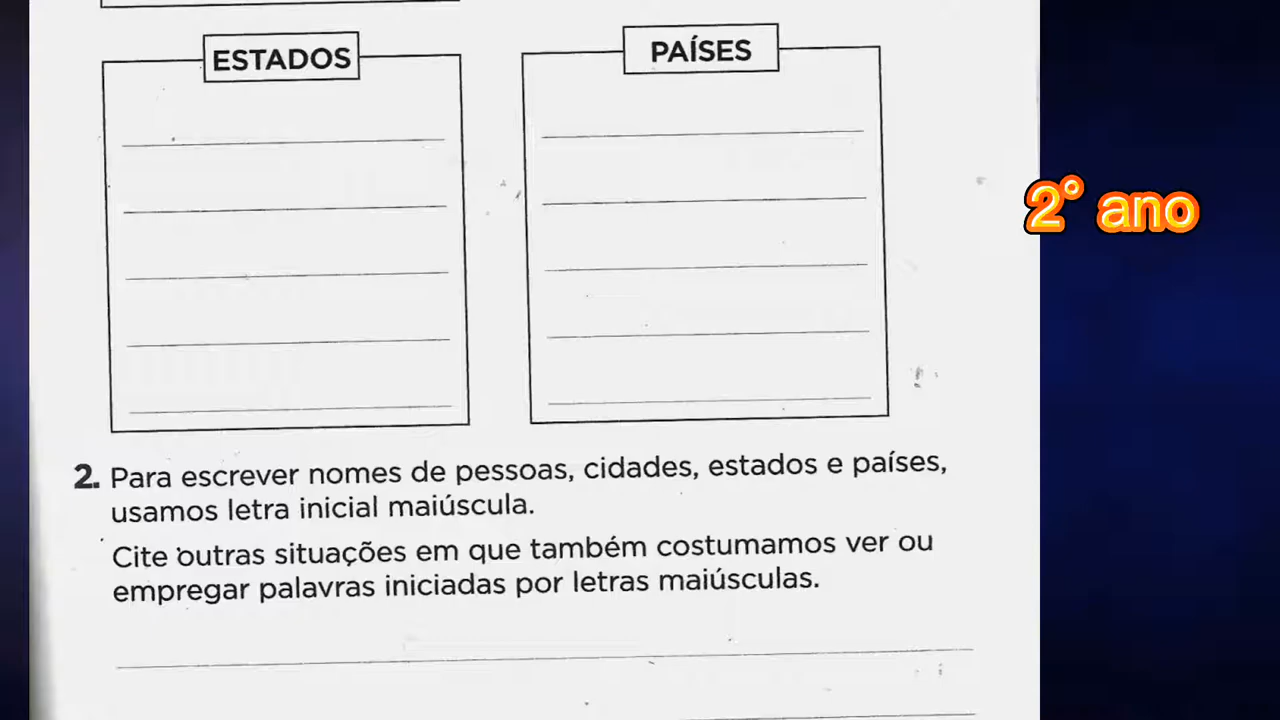 ESTADOS
PAÍSES
2° ano
2. Para escrever nomes de pessoas, cidades, estados e países,
usamos letra inicial maiúscula.
Cite outras situações em que também costumamos ver ou
empregar palavras iniciadas por letras maiúsculas.